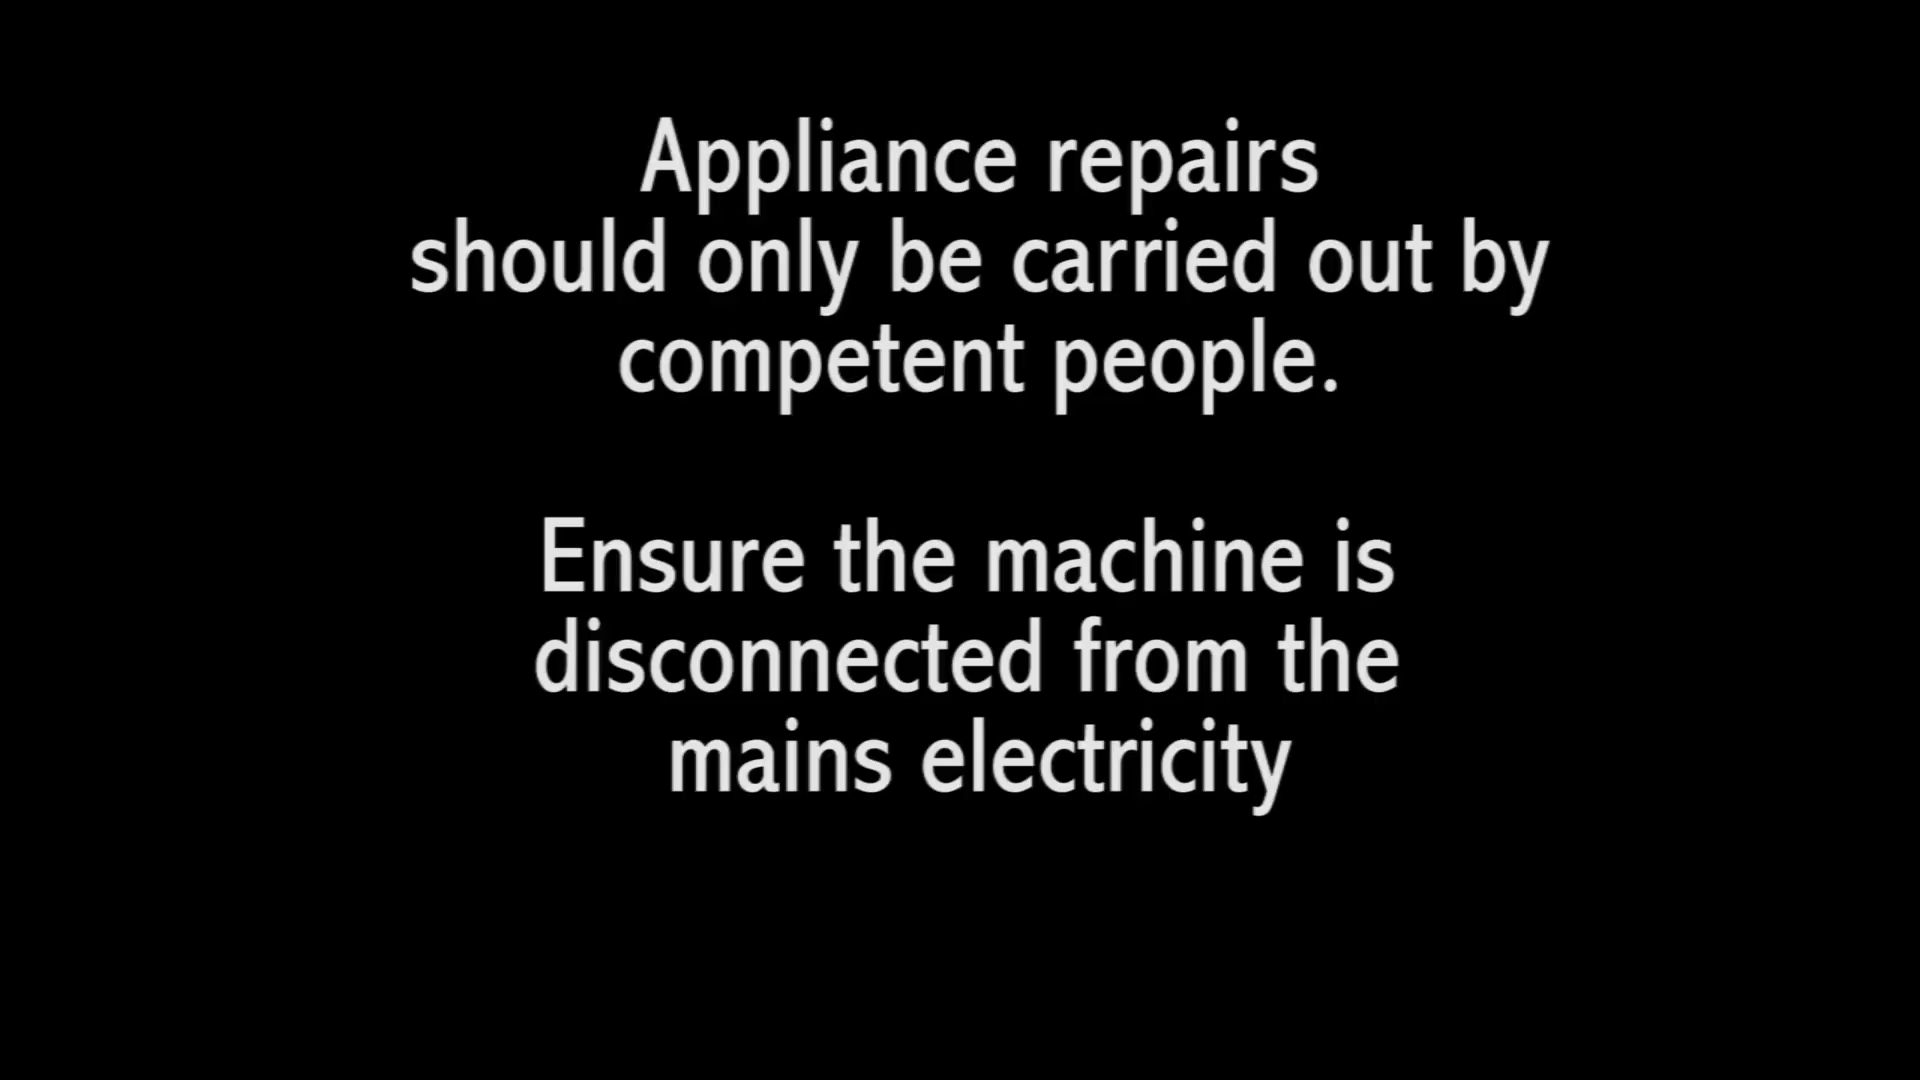 Appliance repairs
should only be carried out by
competent people.
Ensure the machine is
disconnected from the
mains electricity